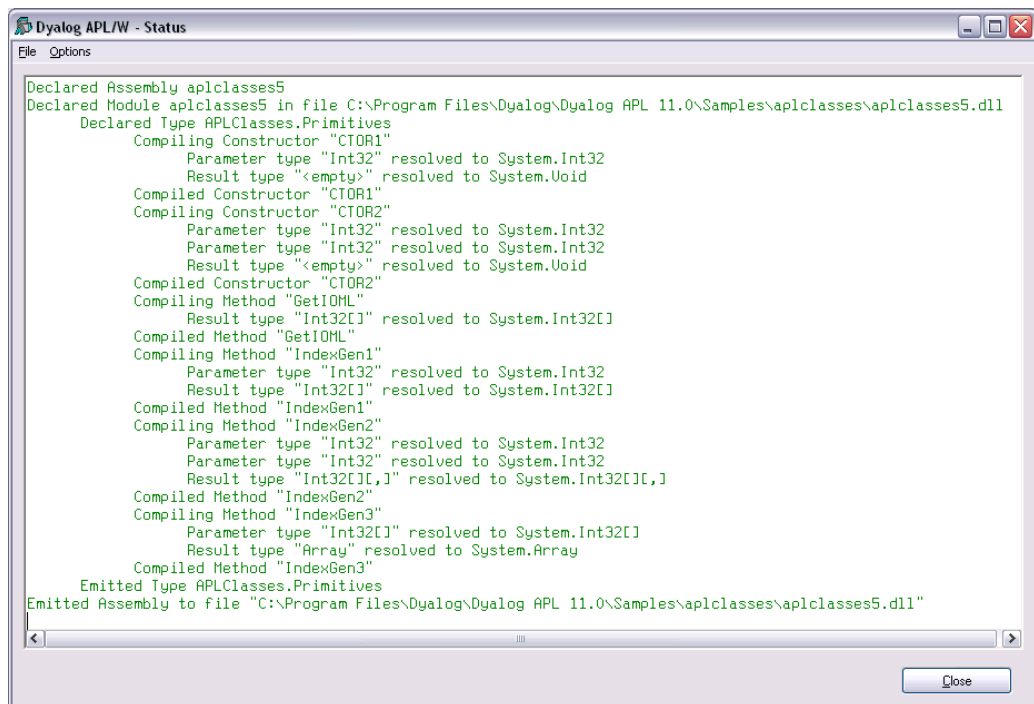 Dyalog APL/W - Status
File Options
Declared Assembly aplclasses5
Declared Module aplclasses5 in file C:\Program Files\Dyalog\Dyalog APL 11.0\Samples\aplclasses\aplclasses5.dll
Declared Type APLClasses.Primitives
Compiling Constructor "CTOR1"
Parameter type "Int32" resolved to System.Int32
Result type "<empty>" resolved to System.Void
Compiled Constructor "CTOR1"
Compiling Constructor "CTOR2"
Parameter type "Int32" resolved to System.Int32
Parameter type "Int32" resolved to System.Int32
Result type "<empty>" resolved to System.Void
Compiled Constructor "CTOR2"
Compiling Method "GetIOML"
Result type "Int32[]" resolved to System.Int32[]
Compiled Method "GetIOML"
Compiling Method "IndexGen1"
Parameter type "Int32" resolved to System.Int32
Result type "Int32[]" resolved to System.Int32[]
Compiled Method "IndexGen1"
Compiling Method "IndexGen2"
Parameter type "Int32" resolved to System.Int32
Parameter type "Int32" resolved to System.Int32
Result type "Int32[][,]" resolved to System.Int32[][,]
Compiled Method "IndexGen2"
Compiling Method "IndexGen3"
Parameter type "Int32[]" resolved to System.Int32[]
Result type "Array" resolved to System.Array
Compiled Method "IndexGen3"
Emitted Type APLClasses.Primitives
Emitted Assembly to file "C:\Program Files\Dyalog\Dyalog APL 11.0\Samples\aplclasses\aplclasses5.dll"
Close